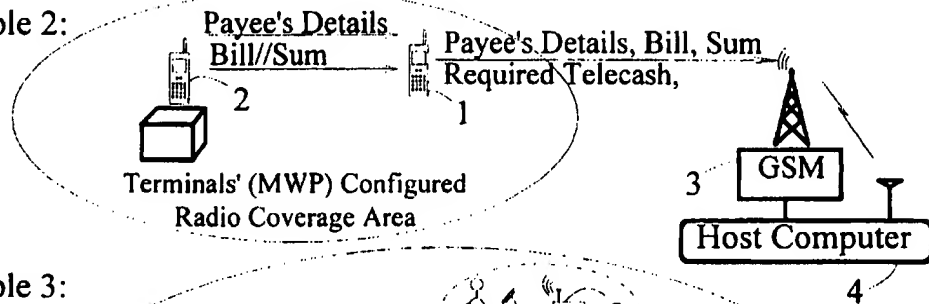 ple 2:
Payee's Details
Bill//Sum
Payee's Details, Bill, Sum
Required Telecash,
2
1
Terminals' (MWP) Configured
Radio Coverage Area
3
GSM
Host Computer
4
ple 3: